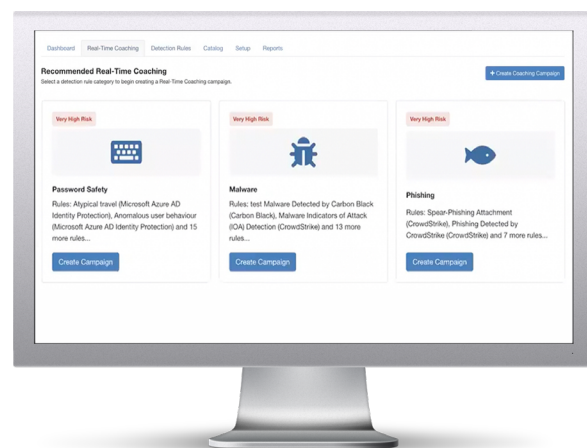 Dashboard Real-Time Coaching Detection Rules Catalog Setup Reports
Recommended Real-Time Coaching
Select a detection rule category to begin creating a Real-Time Coaching campaign.
+ Create Coaching Campaign
Very High Risk
Password Safety
Rules: Atypical travel (Microsoft Azure AD
Identity Protection), Anomalous user behaviour
(Microsoft Azure AD Identity Protection) and 15
more rules...
Create Campaign
Very High Risk
Malware
Rules: test Malware Detected by Carbon Black
(Carbon Black), Malware Indicators of Attack
(IOA) Detection (CrowdStrike) and 13 more
rules...
Create Campaign
Very High Risk
Phishing
Rules: Spear-Phishing Attachment
(CrowdStrike), Phishing Detected by
CrowdStrike (CrowdStrike) and 7 more rules...
Create Campaign